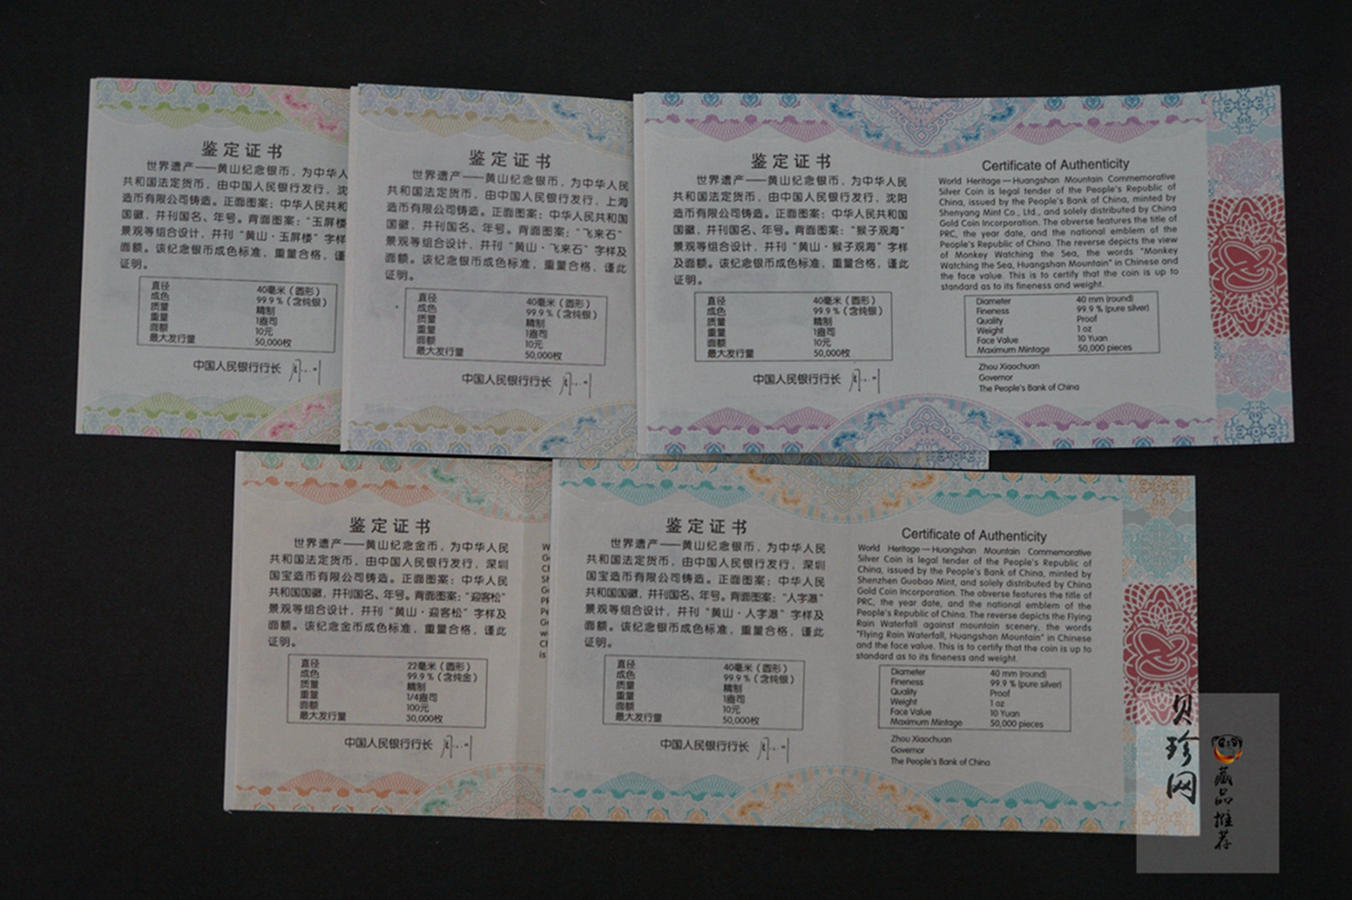 鉴定证书
世界遗产——黄山纪念银币，为中华人
共和国法定货币，由中国人民银行发行，沈
造币有限公司铸造。正面图案：中华人民共和
国徽，并刊国名、年号。背面图案：“玉屏楼
景观等组合设计，并刊“黄山·玉屏楼”字样
面额。该纪念银币成色标准，重量合格，谨
证明。
直径 40毫米（圆形）
成色 99.9％（含纯银）
质量 精制
重量 1盎司
面额 10元
最大发行量 50,000枚
中国人民银行行长
鉴定证书
世界遗产——黄山纪念银币，为中华人民
共和国法定货币，由中国人民银行发行，上海
造币有限公司铸造。正面图案：中华人民共和国
国徽，并刊国名、年号。背面图案：“飞来石”
景观等组合设计，并刊“黄山·飞来石”字样及
面额。该纪念银币成色标准，重量合格，谨此
证明。
直径 40毫米（圆形）
成色 99.9％（含纯银）
质量 精制
重量 1盎司
面额 10元
最大发行量 50,000枚
中国人民银行行长
鉴定证书
世界遗产——黄山纪念银币，为中华人民
共和国法定货币，由中国人民银行发行，沈阳
造币有限公司铸造。正面图案：中华人民共和国
国徽，并刊国名、年号。背面图案：“猴子观海”
景观等组合设计，并刊“黄山·猴子观海”字样
及面额。该纪念银币成色标准，重量合格，谨此
证明。
直径 40毫米（圆形）
成色 99.9％（含纯银）
质量 精制
重量 1盎司
面额 10元
最大发行量 50,000枚
中国人民银行行长
Certificate of Authenticity
World Heritage—Huangshan Mountain Commemorative
Silver Coin is legal tender of the People's Republic of
China, issued by the People's Bank of China, minted by
Shenyang Mint Co., Ltd., and solely distributed by China
Gold Coin Incorporation. The obverse features the title of
PRC, the year date, and the national emblem of the
People's Republic of China. The reverse depicts the view
of Monkey Watching the Sea, the words "Monkey
Watching the Sea, Huangshan Mountain" in Chinese and
the face value. This is to certify that the coin is up to
standard as to its fineness and weight.
Diameter 40 mm (round)
Fineness 99.9 % (pure silver)
Quality Proof
Weight 1 oz
Face Value 10 Yuan
Maximum Mintage 50,000 pieces
Zhou Xiaochuan
Governor
The People's Bank of China
鉴定证书
世界遗产——黄山纪念金币，为中华人民
共和国法定货币，由中国人民银行发行，深圳
国宝造币有限公司铸造。正面图案：中华人民
共和国国徽，并刊国名、年号。背面图案：“迎客松”
景观等组合设计，并刊“黄山·迎客松”字样及
面额。该纪念金币成色标准，重量合格，谨此
证明。
直径 22毫米（圆形）
成色 99.9％（含纯金）
质量 精制
重量 1/4盎司
面额 100元
最大发行量 30,000枚
中国人民银行行长
鉴定证书
世界遗产——黄山纪念银币，为中华人民
共和国法定货币，由中国人民银行发行，深圳
国宝造币有限公司铸造。正面图案：中华人民
共和国国徽，并刊国名、年号。背面图案：“人字瀑”
景观等组合设计，并刊“黄山·人字瀑”字样及
面额。该纪念银币成色标准，重量合格，谨此
证明。
直径 40毫米（圆形）
成色 99.9％（含纯银）
质量 精制
重量 1盎司
面额 10元
最大发行量 50,000枚
中国人民银行行长
Certificate of Authenticity
World Heritage—Huangshan Mountain Commemorative
Silver Coin is legal tender of the People's Republic of
China, issued by the People's Bank of China, minted by
Shenzhen Guobao Mint, and solely distributed by China
Gold Coin Incorporation. The obverse features the title of
PRC, the year date, and the national emblem of the
People's Republic of China. The reverse depicts the Flying
Rain Waterfall against mountain scenery, the words
"Flying Rain Waterfall, Huangshan Mountain" in Chinese
and the face value. This is to certify that the coin is up to
standard as to its fineness and weight.
Diameter 40 mm (round)
Fineness 99.9 % (pure silver)
Quality Proof
Weight 1 oz
Face Value 10 Yuan
Maximum Mintage 50,000 pieces
Zhou Xiaochuan
Governor
The People's Bank of China
贝珍网
藏品推荐